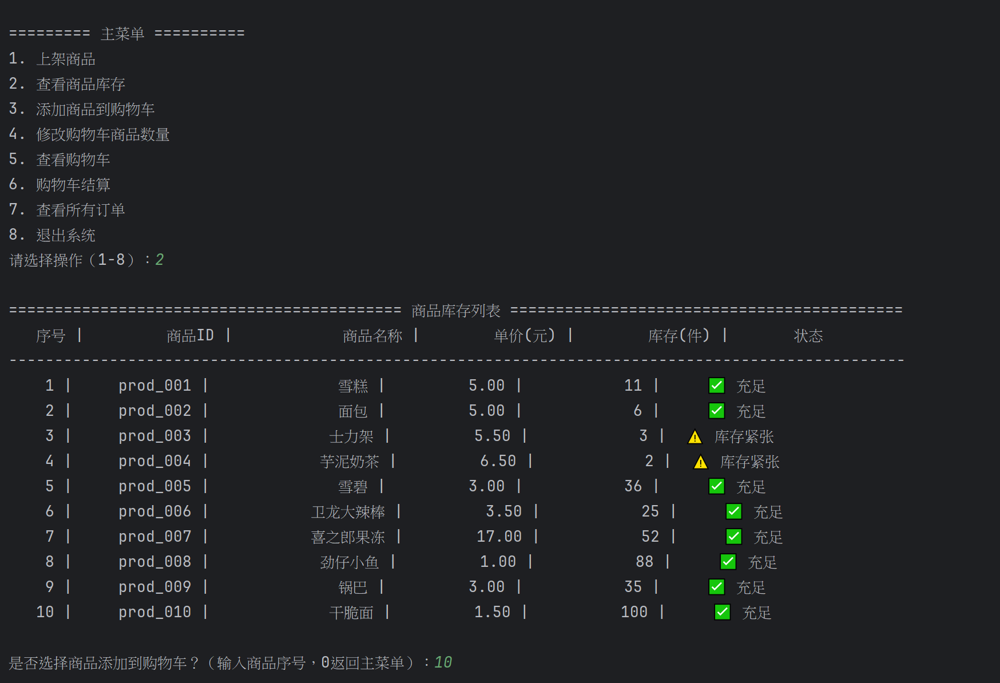 ========= 主菜单 ==========
1. 上架商品
2. 查看商品库存
3. 添加商品到购物车
4. 修改购物车商品数量
5. 查看购物车
6. 购物车结算
7. 查看所有订单
8. 退出系统
请选择操作（1-8）：2
=========================================== 商品库存列表 ===========================================
序号 | 商品ID | 商品名称 | 单价(元) | 库存(件) | 状态
--------------------------------------------------------------------------------------------------
1 | prod_001 | 雪糕 | 5.00 | 11 | ✅ 充足
2 | prod_002 | 面包 | 5.00 | 6 | ✅ 充足
3 | prod_003 | 士力架 | 5.50 | 3 | ⚠️ 库存紧张
4 | prod_004 | 芋泥奶茶 | 6.50 | 2 | ⚠️ 库存紧张
5 | prod_005 | 雪碧 | 3.00 | 36 | ✅ 充足
6 | prod_006 | 卫龙大辣棒 | 3.50 | 25 | ✅ 充足
7 | prod_007 | 喜之郎果冻 | 17.00 | 52 | ✅ 充足
8 | prod_008 | 劲仔小鱼 | 1.00 | 88 | ✅ 充足
9 | prod_009 | 锅巴 | 3.00 | 35 | ✅ 充足
10 | prod_010 | 干脆面 | 1.50 | 100 | ✅ 充足
是否选择商品添加到购物车？（输入商品序号，0返回主菜单）：10